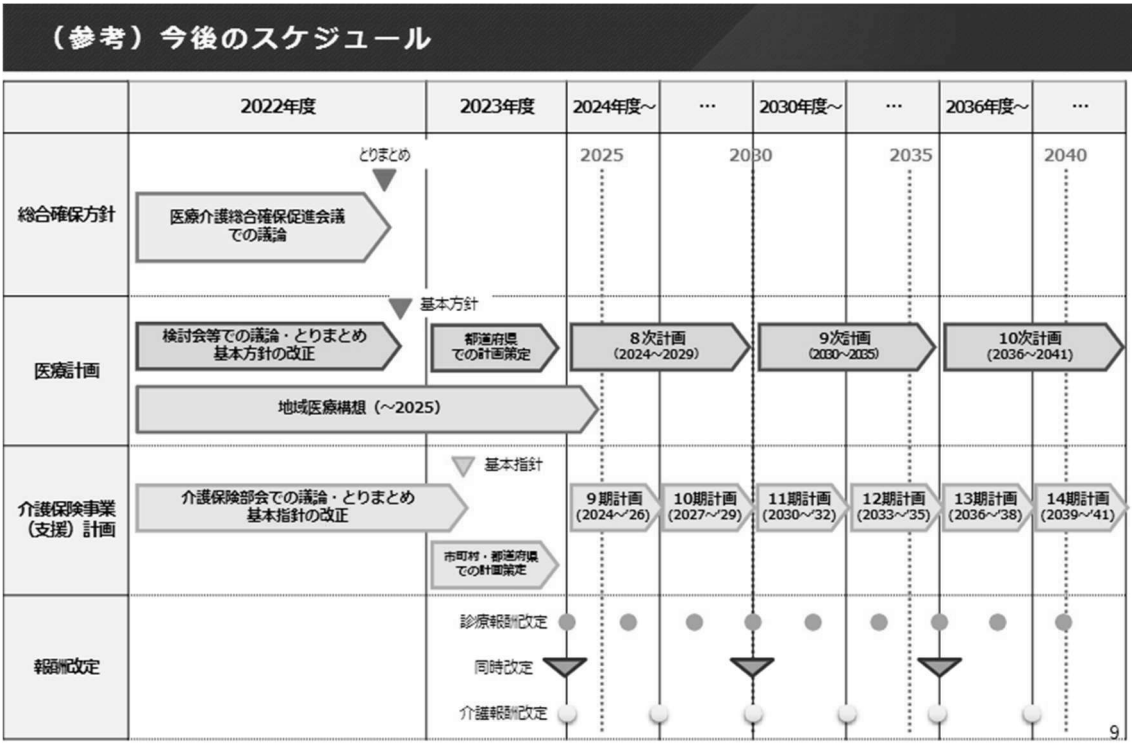 （参考）今後のスケジュール
2022年度
2023年度
2024年度～
…
2030年度～
…
2036年度～
…
総合確保方針
とりまとめ
2025
2030
2035
2040
医療介護総合確保促進会議
での議論
医療計画
基本方針
検討会等での議論・とりまとめ
基本方針の改正
都道府県
での計画策定
8次計画
（2024～2029）
9次計画
（2030～2035）
10次計画
（2036～2041）
地域医療構想（～2025）
介護保険事業
（支援）計画
基本指針
介護保険部会での議論・とりまとめ
基本指針の改正
市町村・都道府県
での計画策定
9期計画
(2024～'26)
10期計画
(2027～'29)
11期計画
(2030～'32)
12期計画
(2033～'35)
13期計画
(2036～'38)
14期計画
(2039～'41)
報酬改定
診療報酬改定
同時改定
介護報酬改定
9